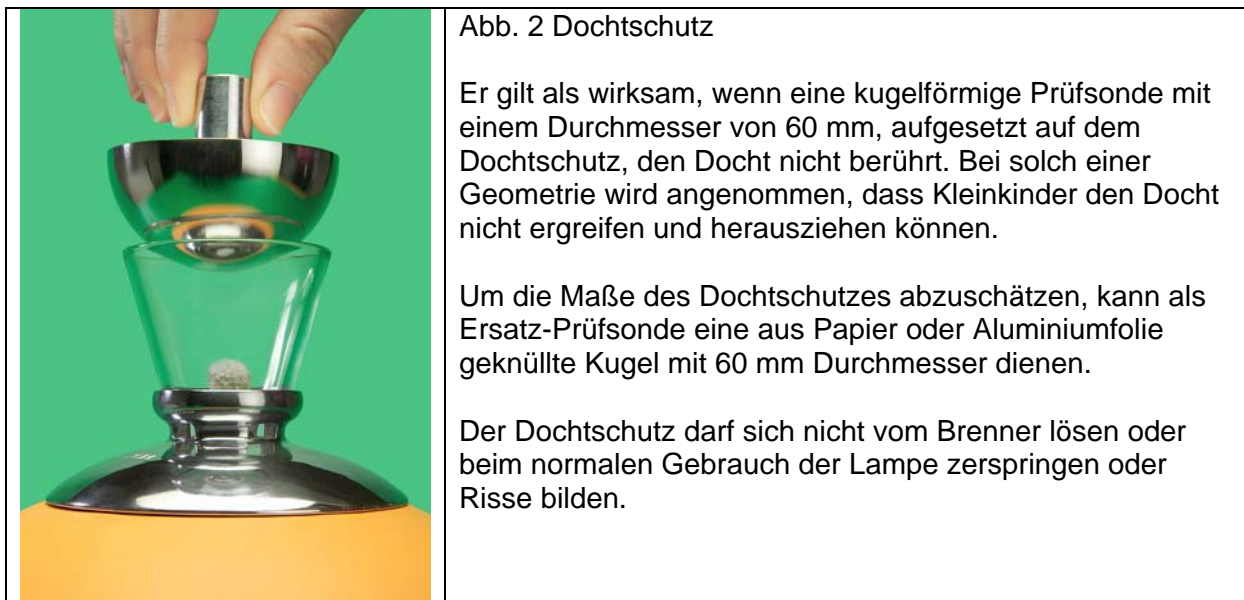 Abb. 2 Dochtschutz
Er gilt als wirksam, wenn eine kugelförmige Prüfsonde mit
einem Durchmesser von 60 mm, aufgesetzt auf dem
Dochtschutz, den Docht nicht berührt. Bei solch einer
Geometrie wird angenommen, dass Kleinkinder den Docht
nicht ergreifen und herausziehen können.
Um die Maße des Dochtschutzes abzuschätzen, kann als
Ersatz-Prüfsonde eine aus Papier oder Aluminiumfolie
geknüllte Kugel mit 60 mm Durchmesser dienen.
Der Dochtschutz darf sich nicht vom Brenner lösen oder
beim normalen Gebrauch der Lampe zerspringen oder
Risse bilden.